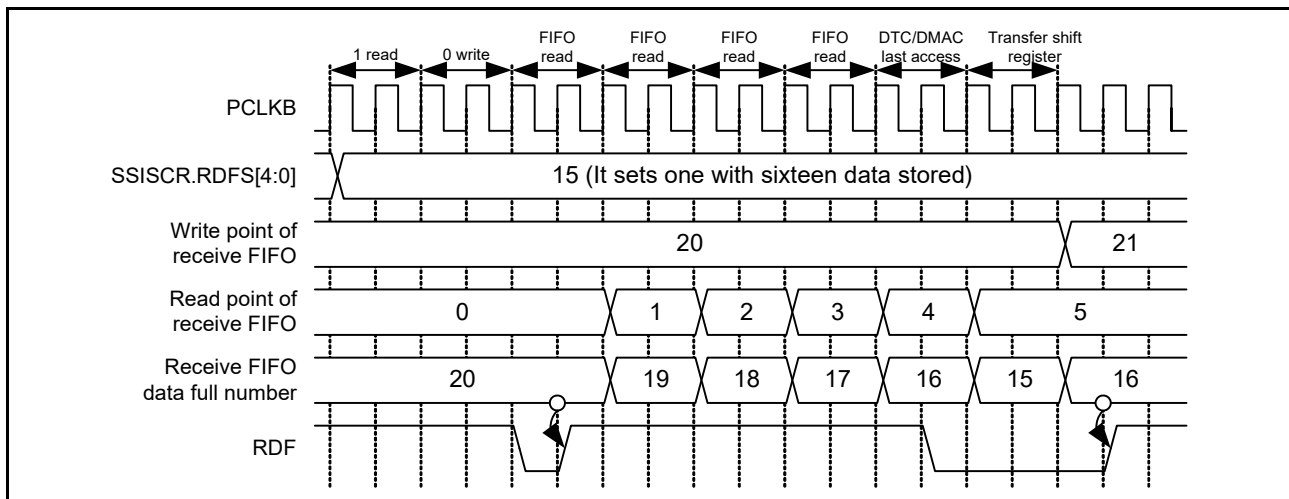 1 read
0 write
FIFO
read
FIFO
read
FIFO
read
FIFO
read
DTC/DMAC
last access
Transfer shift
register
PCLKB
SSISCR.RDFS[4:0]
15 (It sets one with sixteen data stored)
Write point of
receive FIFO
20
21
Read point of
receive FIFO
0
1
2
3
4
5
Receive FIFO
data full number
20
19
18
17
16
15
16
RDF